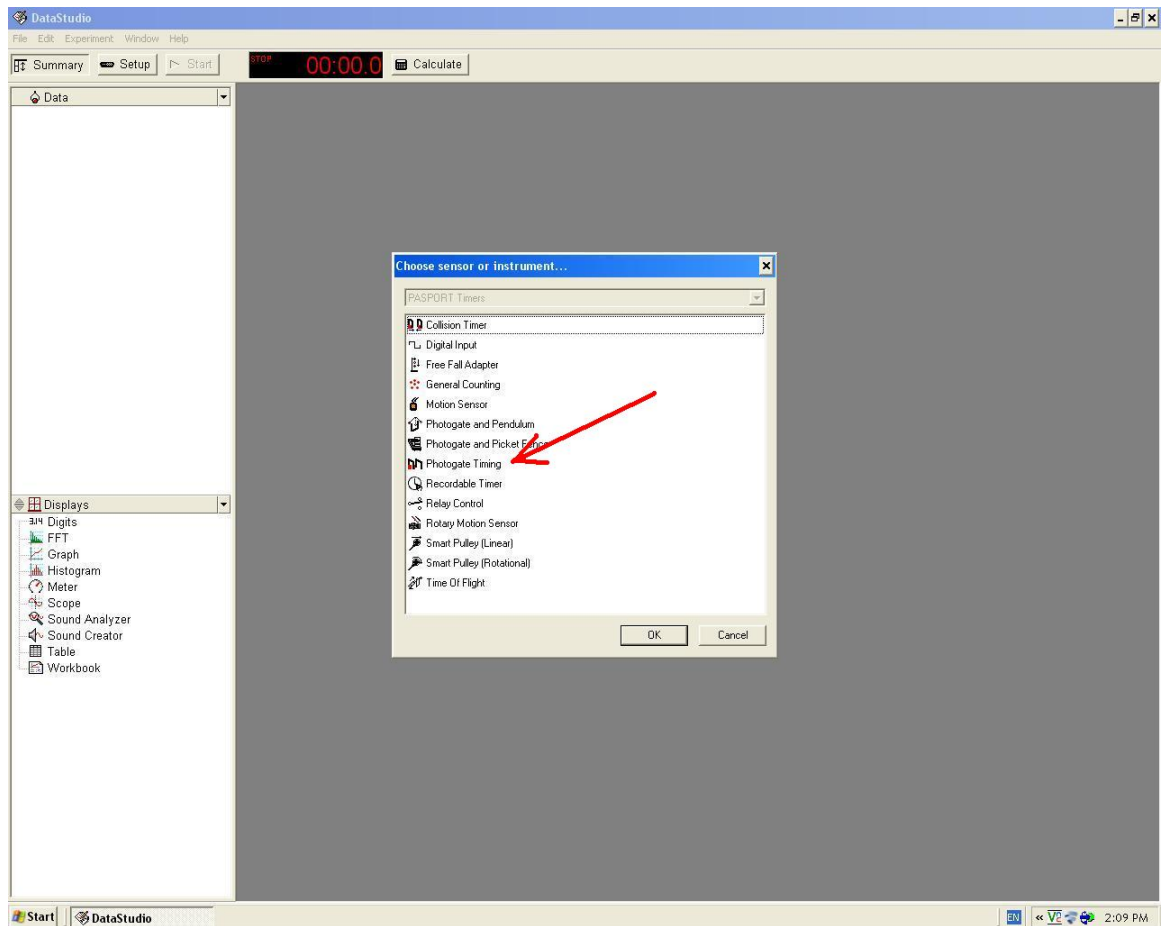 DataStudio
File Edit Experiment Window Help
Summary Setup Start STOP 00:00.0 Calculate
Data
Choose sensor or instrument...
PASPORT Timers
Collision Timer
Digital Input
Free Fall Adapter
General Counting
Motion Sensor
Photogate and Pendulum
Photogate and Picket Fence
Photogate Timing
Recordable Timer
Relay Control
Rotary Motion Sensor
Smart Pulley (Linear)
Smart Pulley (Rotational)
Time Of Flight
OK Cancel
Displays
3.14 Digits
FFT
Graph
Histogram
Meter
Scope
Sound Analyzer
Sound Creator
Table
Workbook
Start DataStudio EN « V2 2:09 PM